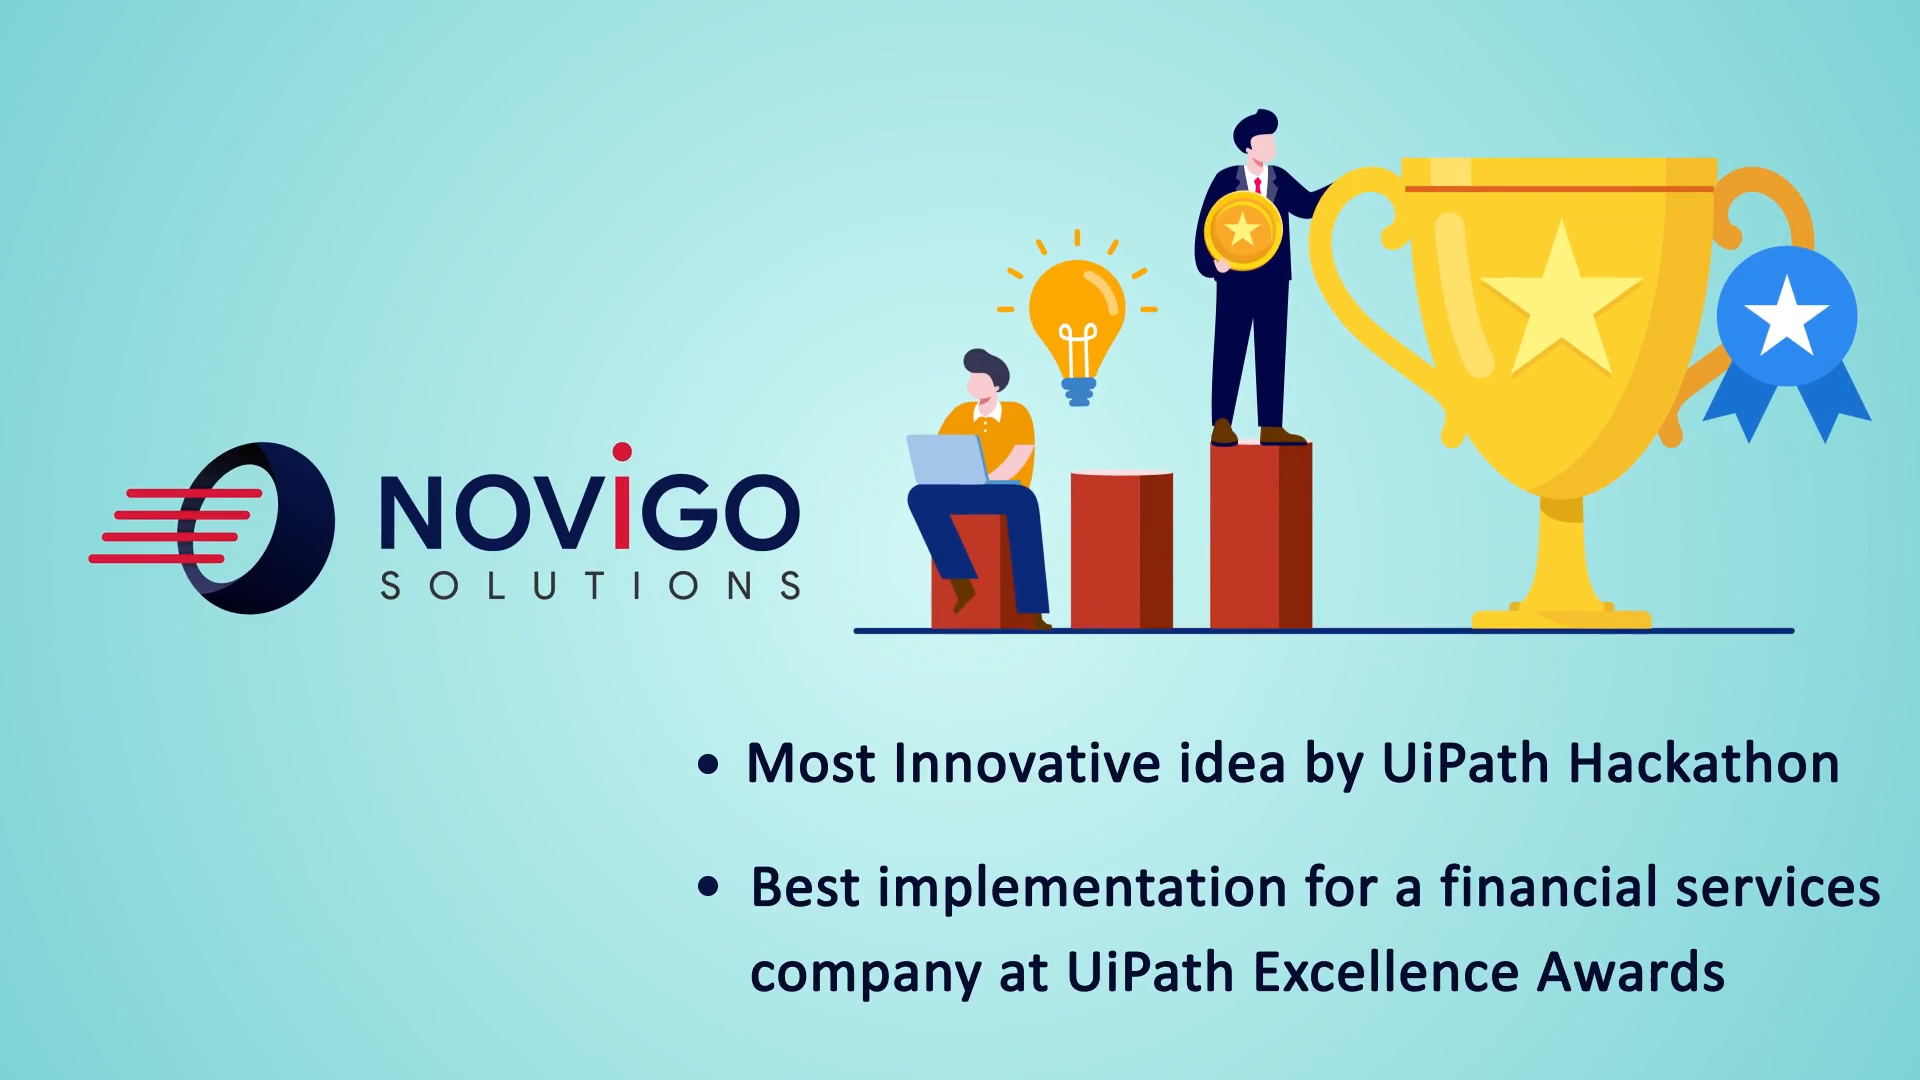 NOViGO
SOLUTIONS
• Most Innovative idea by UiPath Hackathon
• Best implementation for a financial services
company at UiPath Excellence Awards